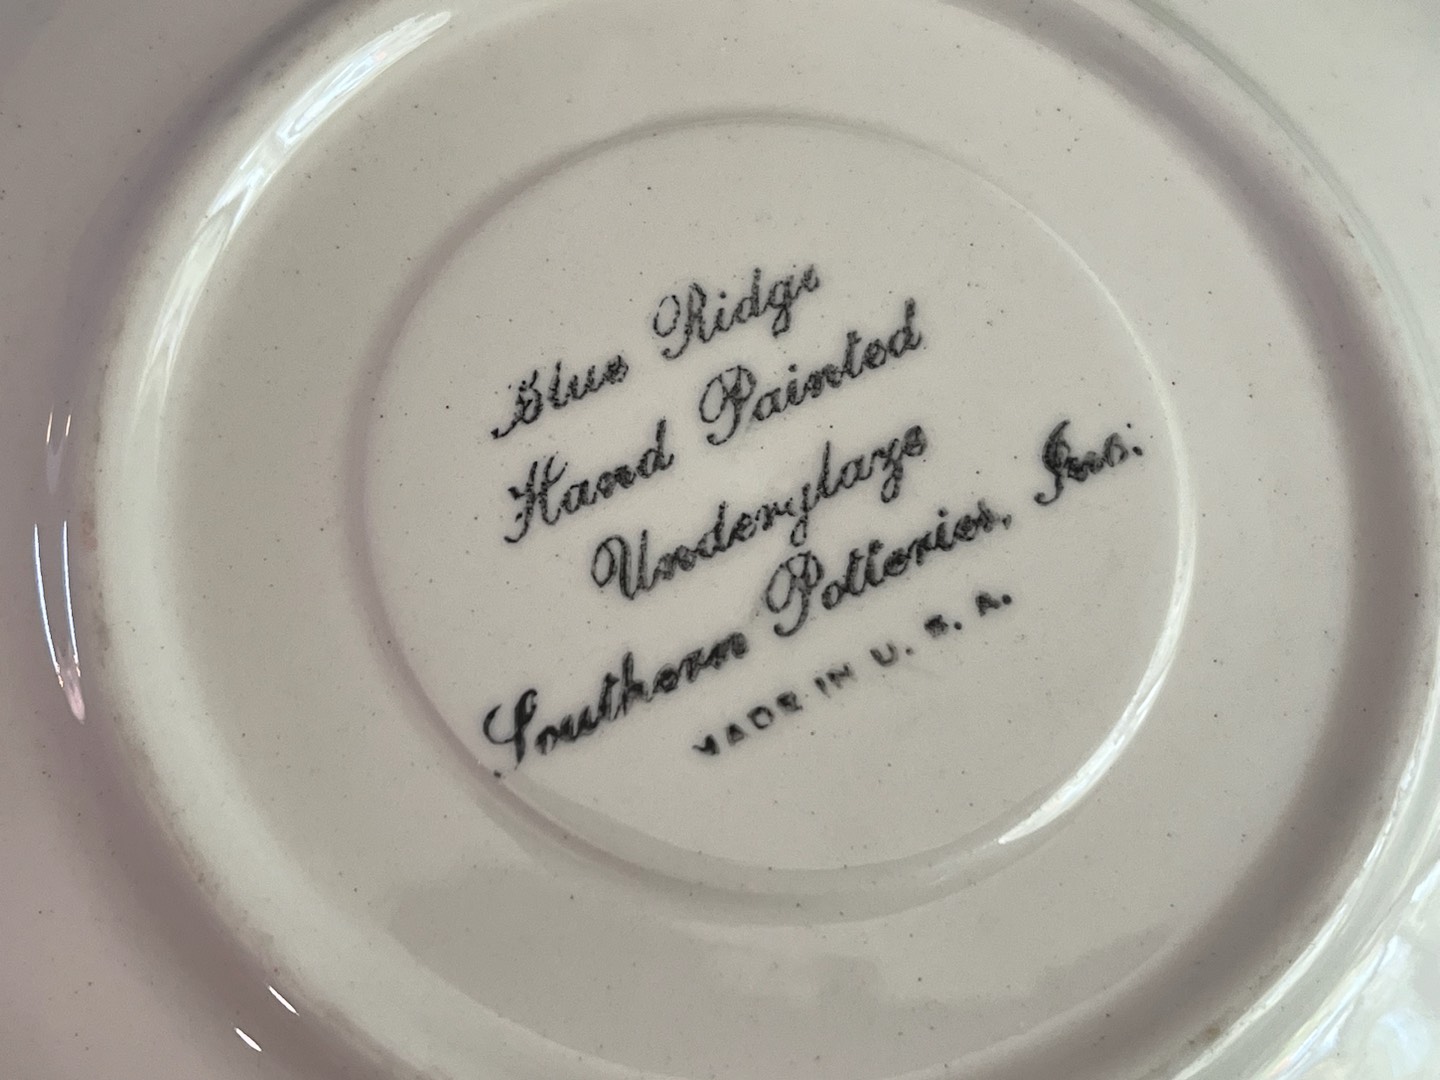 Blue Ridge
Hand Painted
Underglaze
Southern Potteries, Inc.
MADE IN U. S. A.